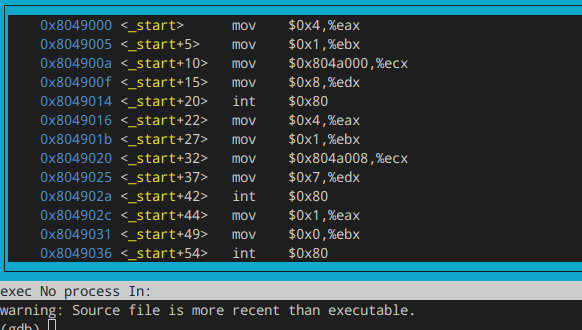 0x8049000 <_start> mov $0x4,%eax
0x8049005 <_start+5> mov $0x1,%ebx
0x804900a <_start+10> mov $0x804a000,%ecx
0x804900f <_start+15> mov $0x8,%edx
0x8049014 <_start+20> int $0x80
0x8049016 <_start+22> mov $0x4,%eax
0x804901b <_start+27> mov $0x1,%ebx
0x8049020 <_start+32> mov $0x804a008,%ecx
0x8049025 <_start+37> mov $0x7,%edx
0x804902a <_start+42> int $0x80
0x804902c <_start+44> mov $0x1,%eax
0x8049031 <_start+49> mov $0x0,%ebx
0x8049036 <_start+54> int $0x80
exec No process In:
warning: Source file is more recent than executable.
(gdb)